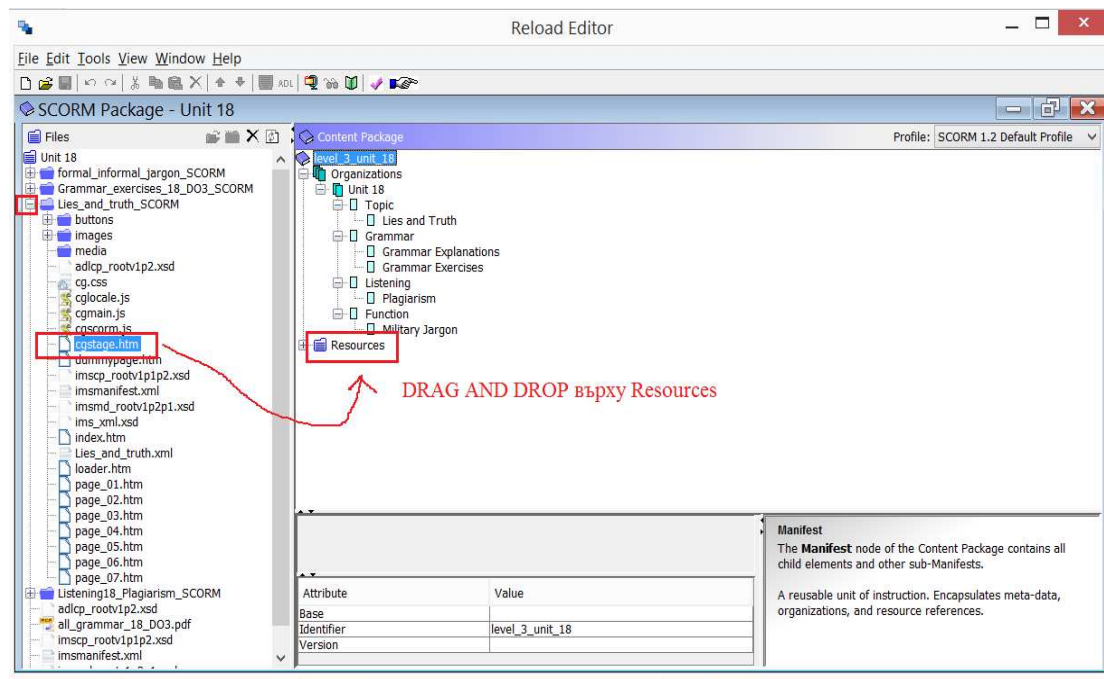 Reload Editor
File Edit Tools View Window Help
ADL
SCORM Package - Unit 18
Files
Unit 18
formal_informal_jargon_SCORM
Grammar_exercises_18_DO3_SCORM
Lies_and_truth_SCORM
buttons
images
media
adlcp_rootv1p2.xsd
cg.css
cglocale.js
cgmain.js
cgscorm.js
cgstage.htm
dummypage.htm
imscp_rootv1p1p2.xsd
imsmanifest.xml
imsmd_rootv1p2p1.xsd
ims_xml.xsd
index.htm
Lies_and_truth.xml
loader.htm
page_01.htm
page_02.htm
page_03.htm
page_04.htm
page_05.htm
page_06.htm
page_07.htm
Listening18_Plagiarism_SCORM
adlcp_rootv1p2.xsd
all_grammar_18_DO3.pdf
imscp_rootv1p1p2.xsd
imsmanifest.xml
Content Package
Profile: SCORM 1.2 Default Profile
level_3_unit_18
Organizations
Unit 18
Topic
Lies and Truth
Grammar
Grammar Explanations
Grammar Exercises
Listening
Plagiarism
Function
Military Jargon
Resources
DRAG AND DROP върху Resources
Attribute Value
Base
Identifier level_3_unit_18
Version
Manifest
The Manifest node of the Content Package contains all
child elements and other sub-Manifests.
A reusable unit of instruction. Encapsulates meta-data,
organizations, and resource references.